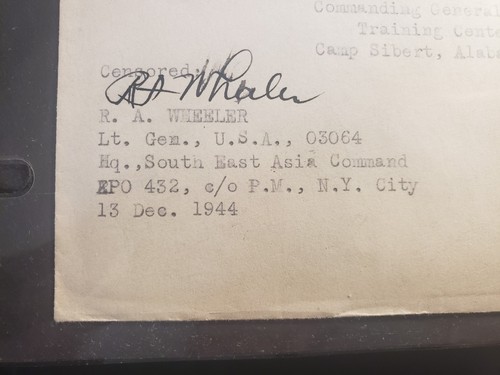 Commanding General
Training Cente
Camp Sibert, Alaba
Censored:
RA Wheeler
R. A. WHEELER
Lt. Gen., U.S.A., 03064
Hq.,South East Asia Command
APO 432, c/o P.M., N.Y. City
13 Dec. 1944